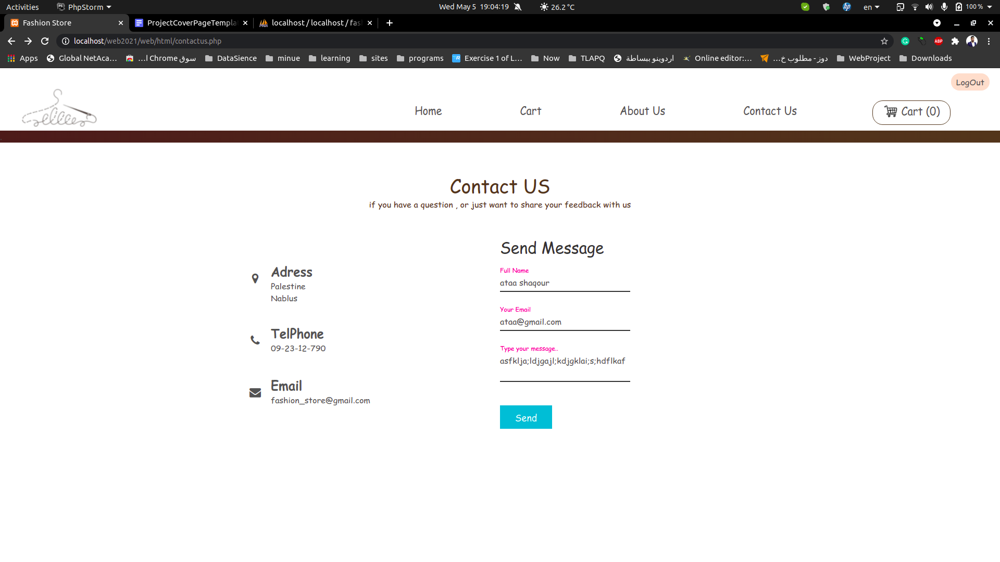 Activities PhpStorm Wed May 5 19:04:19 26.2 °C en 100 %
Fashion Store ProjectCoverPageTempla localhost / localhost / fas
localhost/web2021/web/html/contactus.php ABP
Apps Global NetAca... سوق Chrome ا... DataSience minue learning sites programs Exercise 1 of L... Now TLAPQ اردوينو ببساطة Online editor:... دوز - مطلوب خ... WebProject Downloads
LogOut
Home Cart About Us Contact Us Cart (0)
Contact US
if you have a question , or just want to share your feedback with us
Send Message
Adress
Palestine
Nablus
TelPhone
09-23-12-790
Email
fashion_store@gmail.com
Full Name
ataa shaqour
Your Email
ataa@gmail.com
Type your message..
asfklja;ldjgajl;kdjgklai;s;hdflkaf
Send